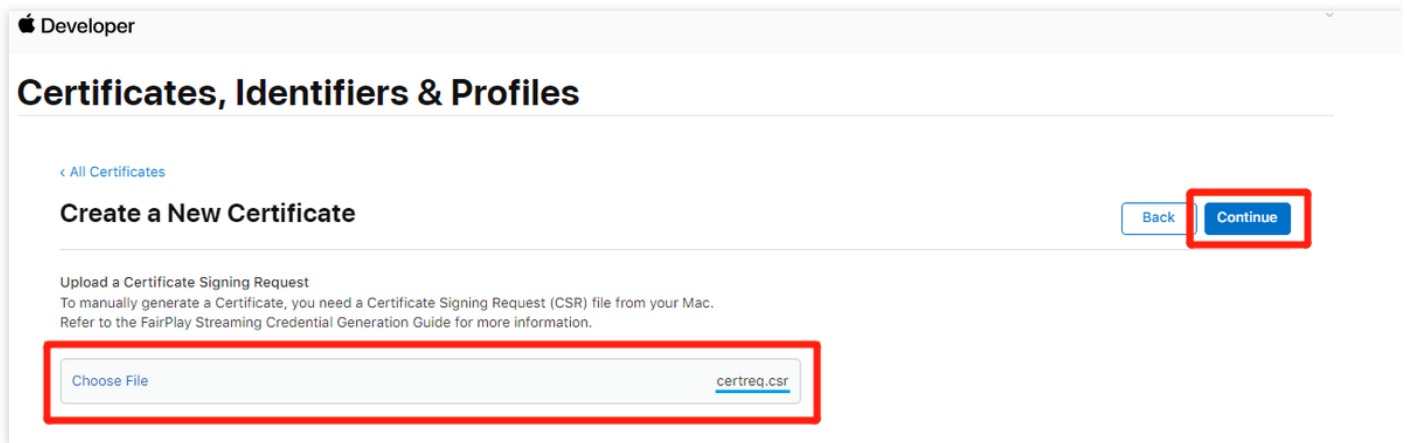 Developer
Certificates, Identifiers & Profiles
‹ All Certificates
Create a New Certificate
Back
Continue
Upload a Certificate Signing Request
To manually generate a Certificate, you need a Certificate Signing Request (CSR) file from your Mac.
Refer to the FairPlay Streaming Credential Generation Guide for more information.
Choose File
certreq.csr